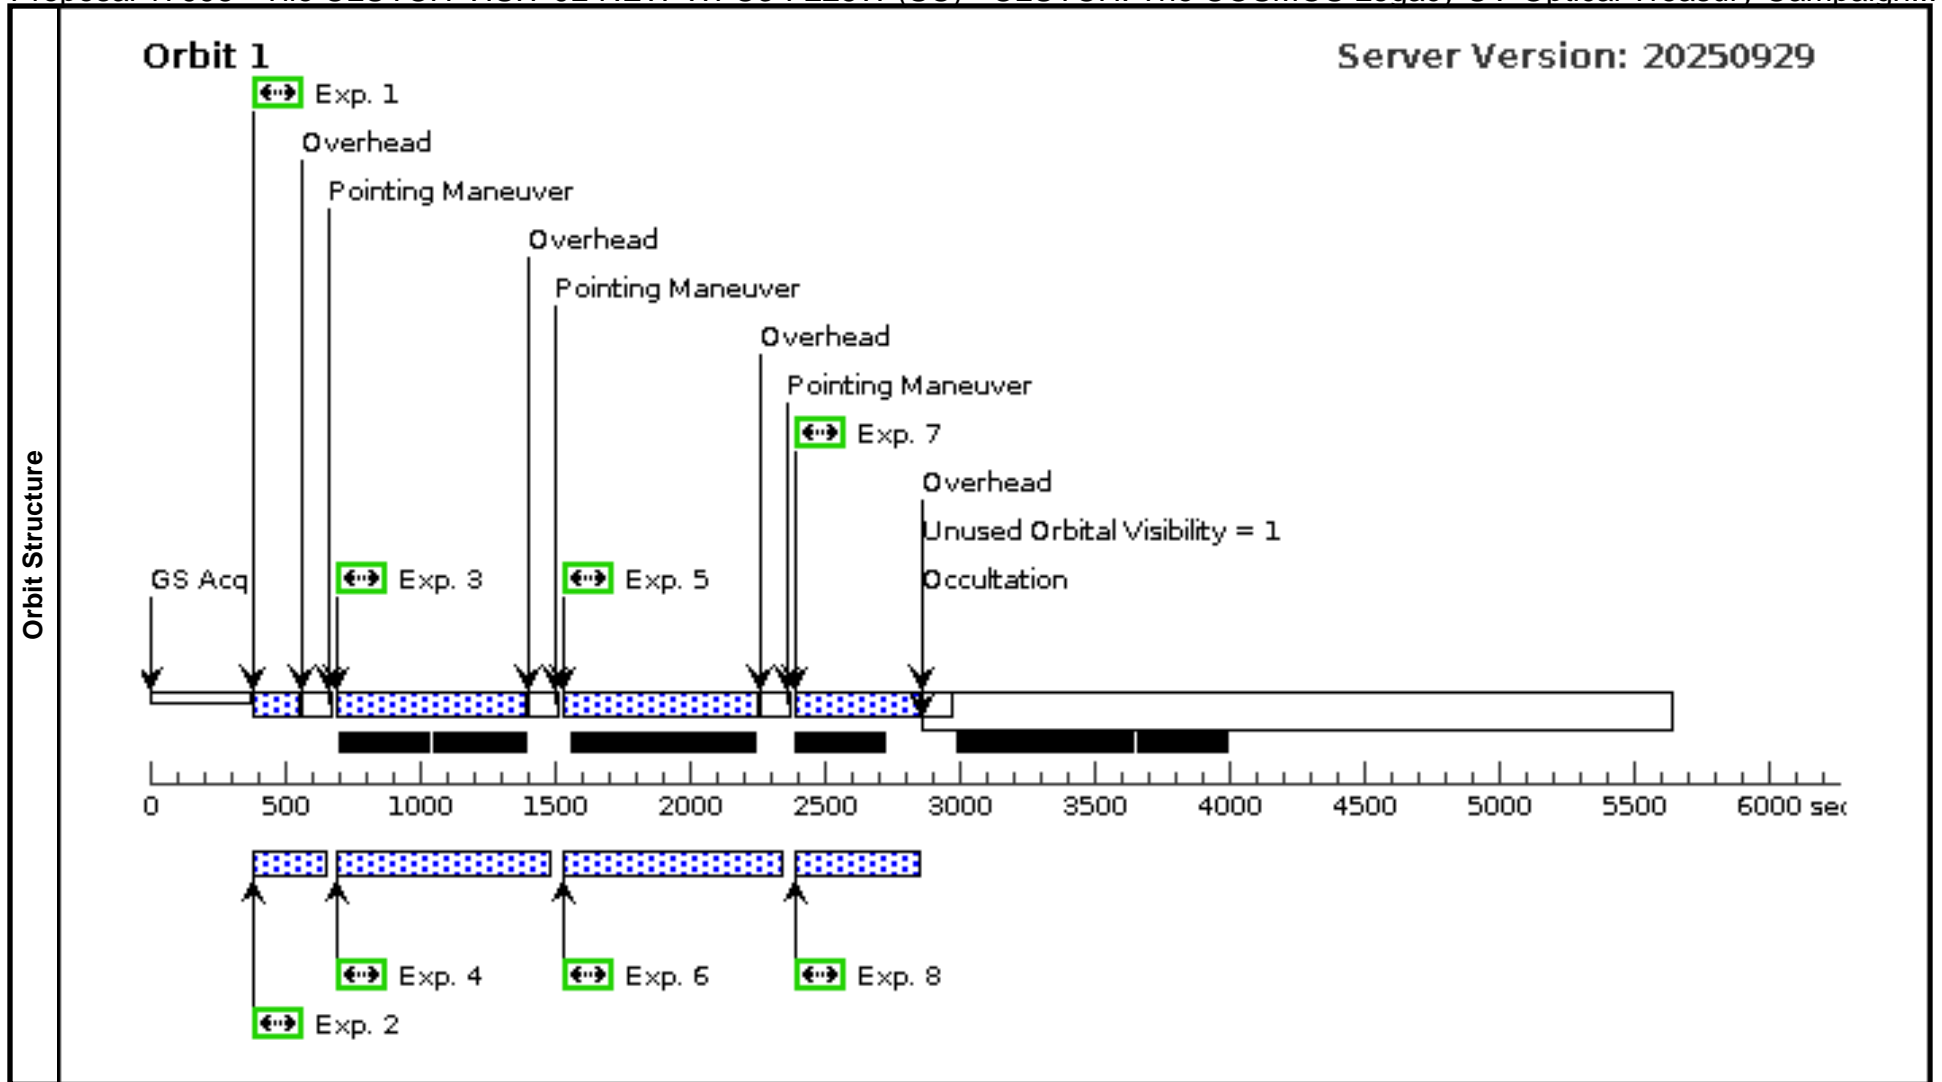 Orbit 1
Server Version: 20250929
Exp. 1
Overhead
Pointing Maneuver
Overhead
Pointing Maneuver
Overhead
Pointing Maneuver
Exp. 7
Overhead
Unused Orbital Visibility = 1
Occultation
GS Acq
Exp. 3
Exp. 5
Orbit Structure
0 500 1000 1500 2000 2500 3000 3500 4000 4500 5000 5500 6000
Exp. 4
Exp. 6
Exp. 8
Exp. 2